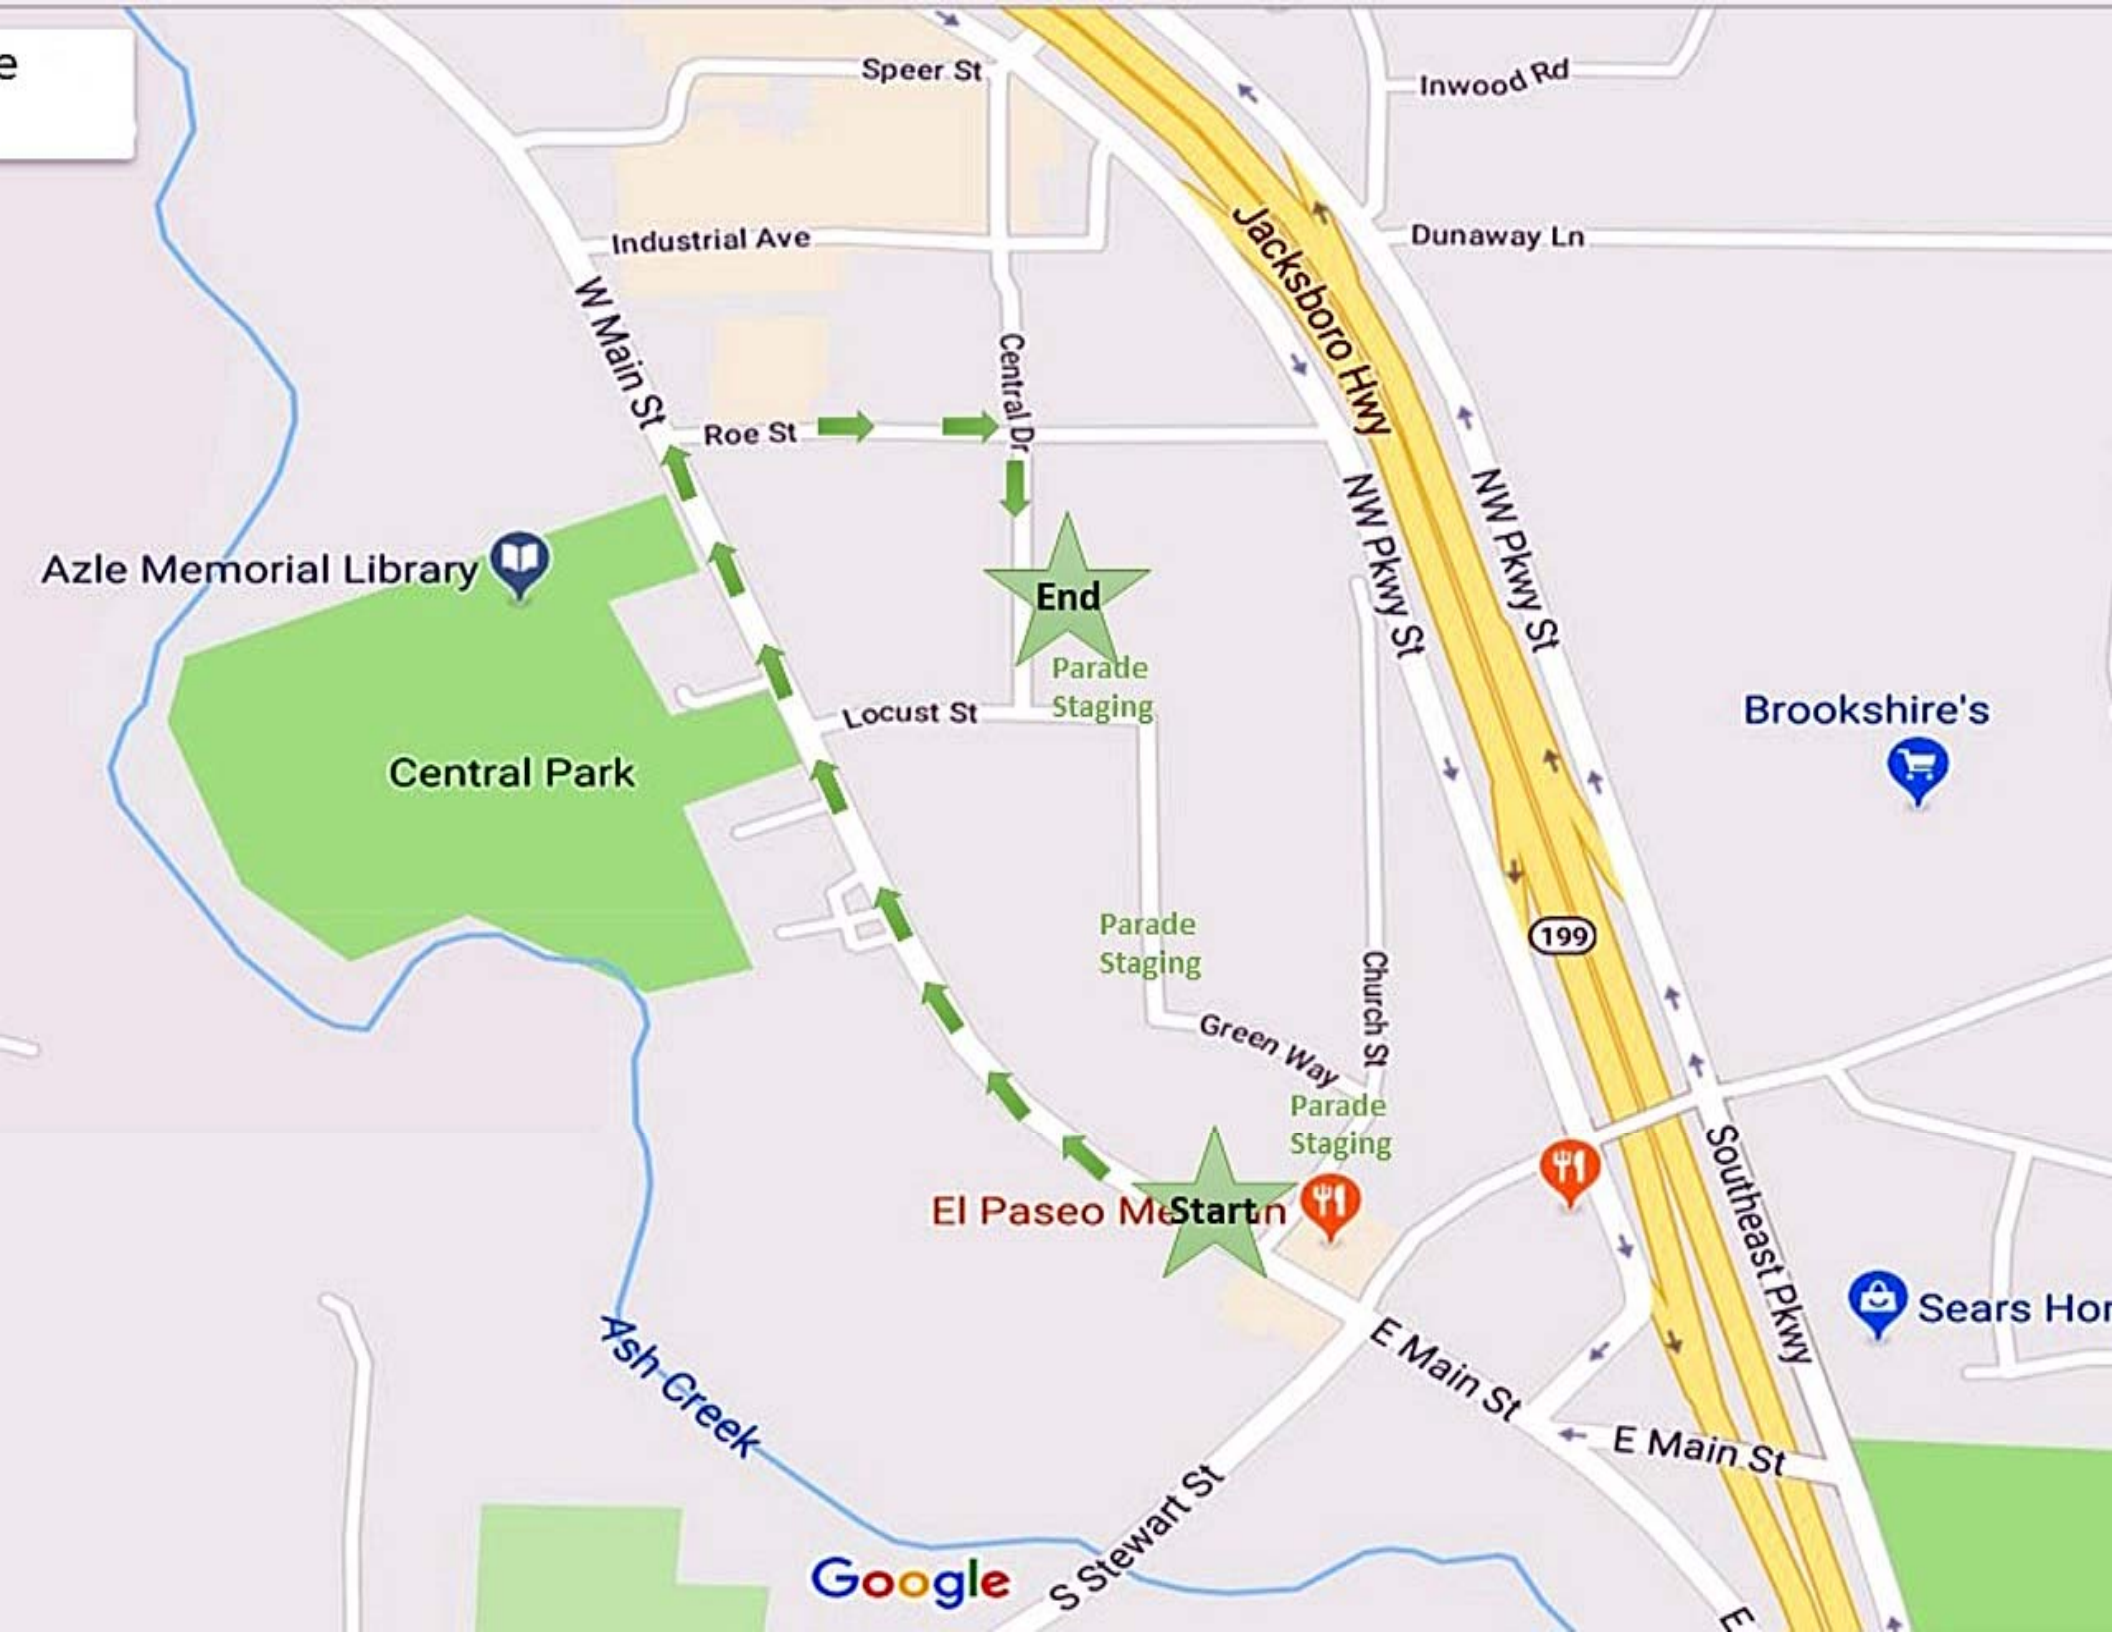 e
Speer St
Inwood Rd
Industrial Ave
Dunaway Ln
Jacksboro Hwy
W Main St
Central Dr
Roe St
NW Pkwy St
NW Pkwy St
Azle Memorial Library
End
Parade
Staging
Locust St
Brookshire's
Central Park
199
Parade
Staging
Church St
Green Way
Parade
Staging
Southeast Pkwy
El Paseo Me
Start
n
Sears Hor
Ash Creek
E Main St
E Main St
S Stewart St
Google
E